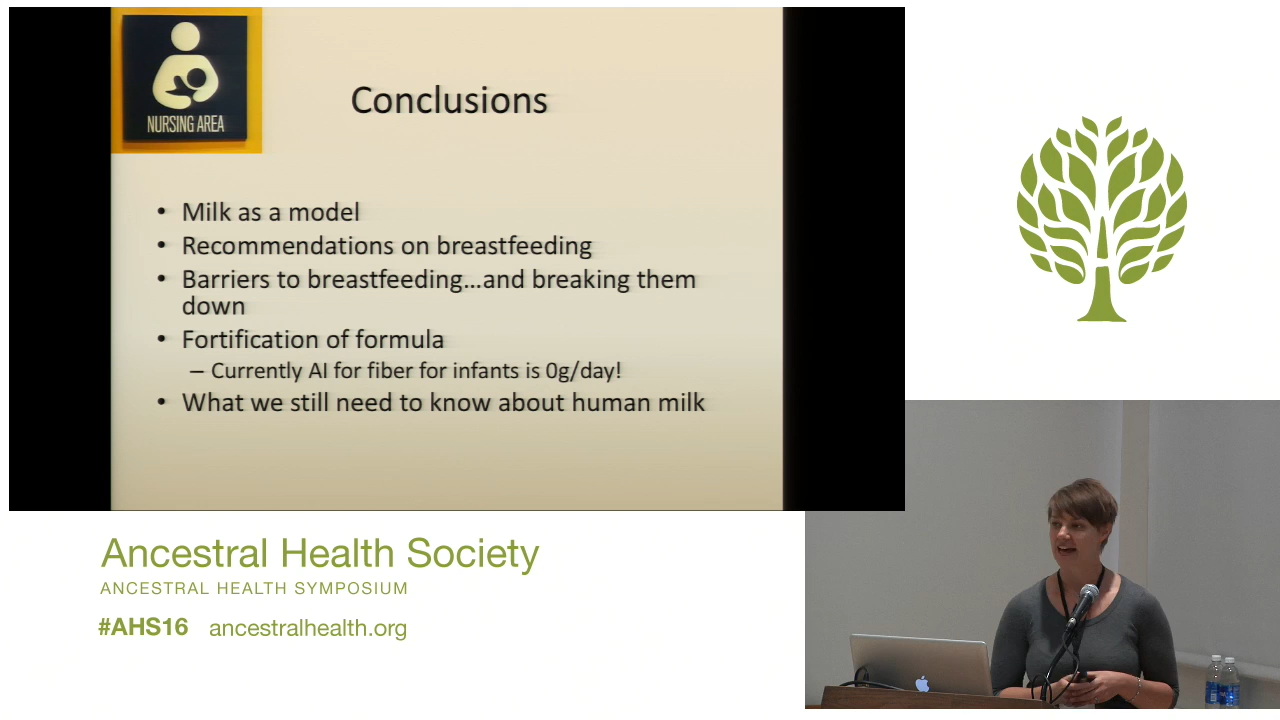 NURSING AREA
Conclusions
• Milk as a model
• Recommendations on breastfeeding
• Barriers to breastfeeding…and breaking them
down
• Fortification of formula
– Currently AI for fiber for infants is 0g/day!
• What we still need to know about human milk
Ancestral Health Society
ANCESTRAL HEALTH SYMPOSIUM
#AHS16 ancestralhealth.org